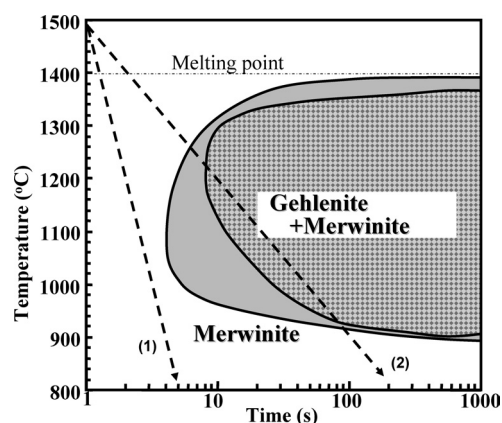 1500
1400
1300
1200
1100
1000
900
800
Temperature (ºC)
Melting point
Gehlenite
+Merwinite
Merwinite
(1)
(2)
1
10
100
1000
Time (s)